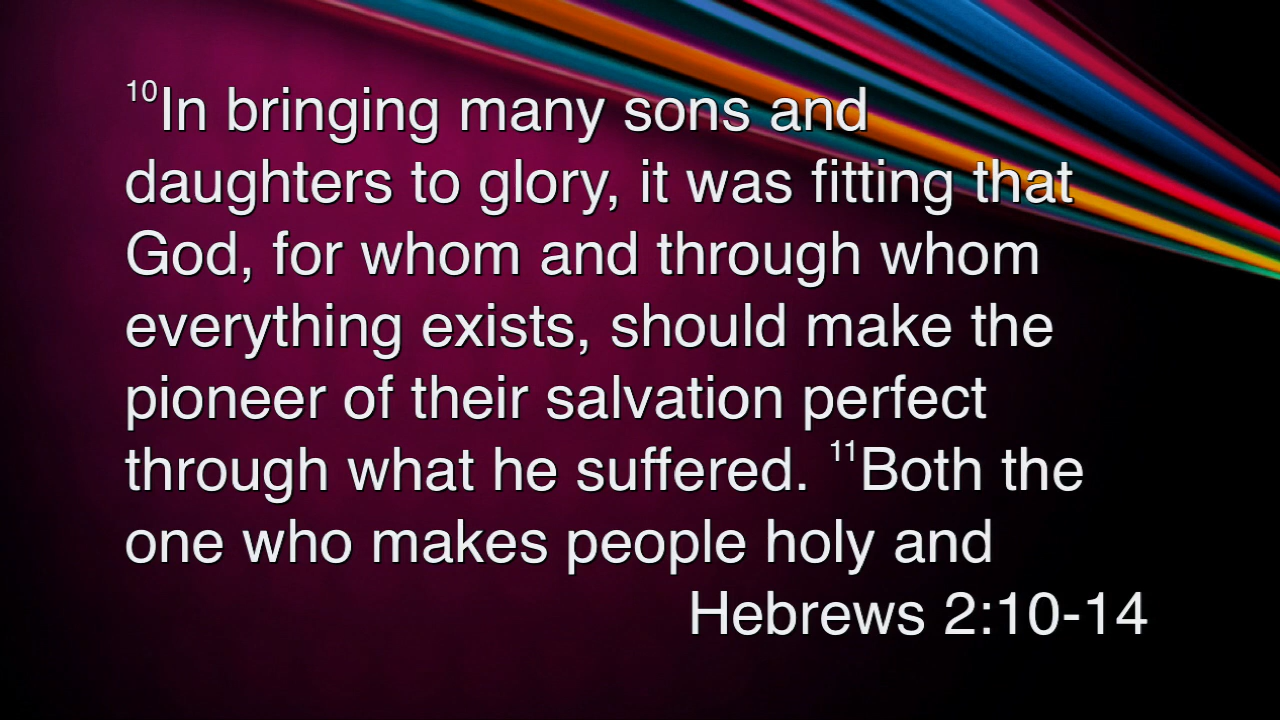 10In bringing many sons and
daughters to glory, it was fitting that
God, for whom and through whom
everything exists, should make the
pioneer of their salvation perfect
through what he suffered. 11Both the
one who makes people holy and
Hebrews 2:10-14